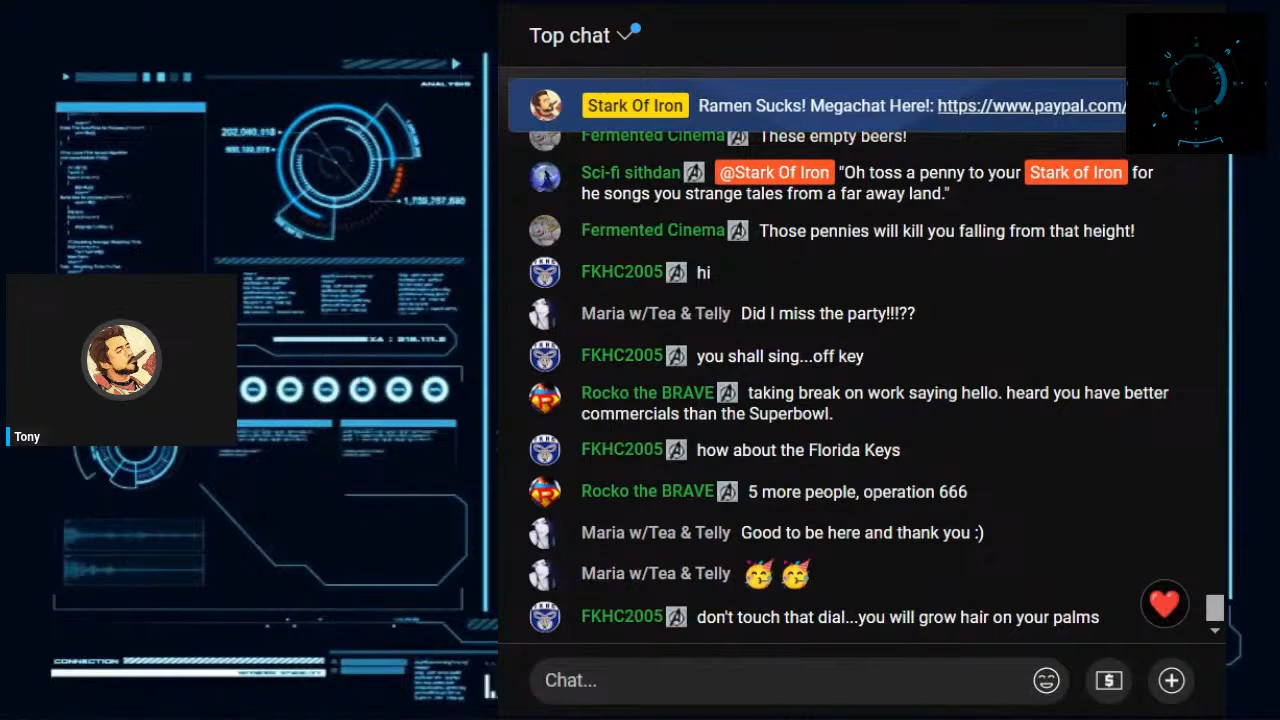 Top chat
ANALYSIS
Stark Of Iron Ramen Sucks! Megachat Here!: https://www.paypal.com/
Fermented Cinema These empty beers!
Sci-fi sithdan @Stark Of Iron "Oh toss a penny to your Stark of Iron for
he songs you strange tales from a far away land."
Fermented Cinema Those pennies will kill you falling from that height!
FKHC2005 hi
Maria w/Tea & Telly Did I miss the party!!!??
FKHC2005 you shall sing...off key
Rocko the BRAVE taking break on work saying hello. heard you have better
commercials than the Superbowl.
Tony
FKHC2005 how about the Florida Keys
Rocko the BRAVE 5 more people, operation 666
Maria w/Tea & Telly Good to be here and thank you :)
Maria w/Tea & Telly 🥳 🥳
FKHC2005 don't touch that dial...you will grow hair on your palms
CONNECTION
Chat...